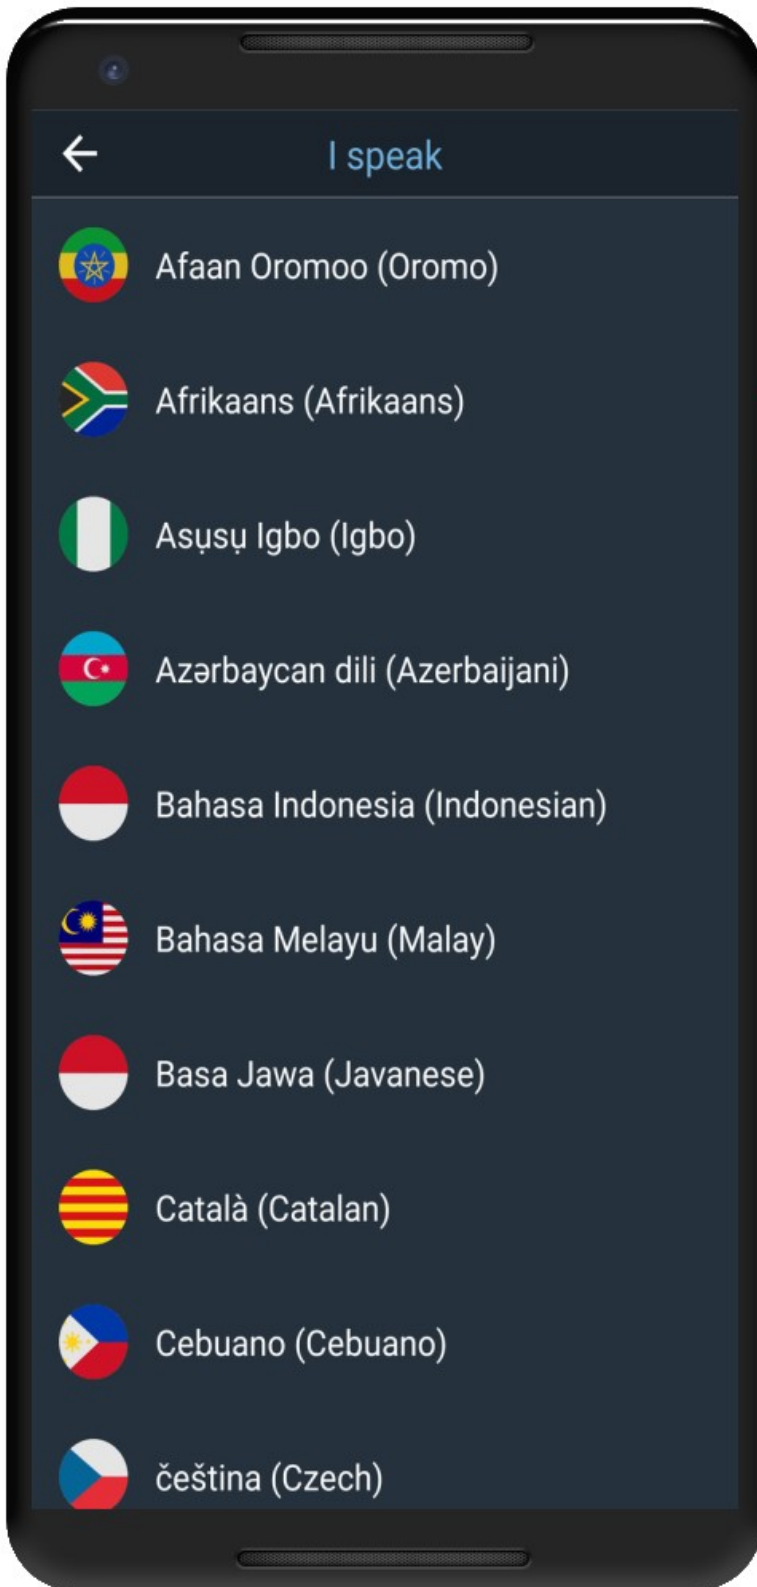 I speak
Afaan Oromoo (Oromo)
Afrikaans (Afrikaans)
Asụsụ Igbo (Igbo)
Azərbaycan dili (Azerbaijani)
Bahasa Indonesia (Indonesian)
Bahasa Melayu (Malay)
Basa Jawa (Javanese)
Català (Catalan)
Cebuano (Cebuano)
čeština (Czech)